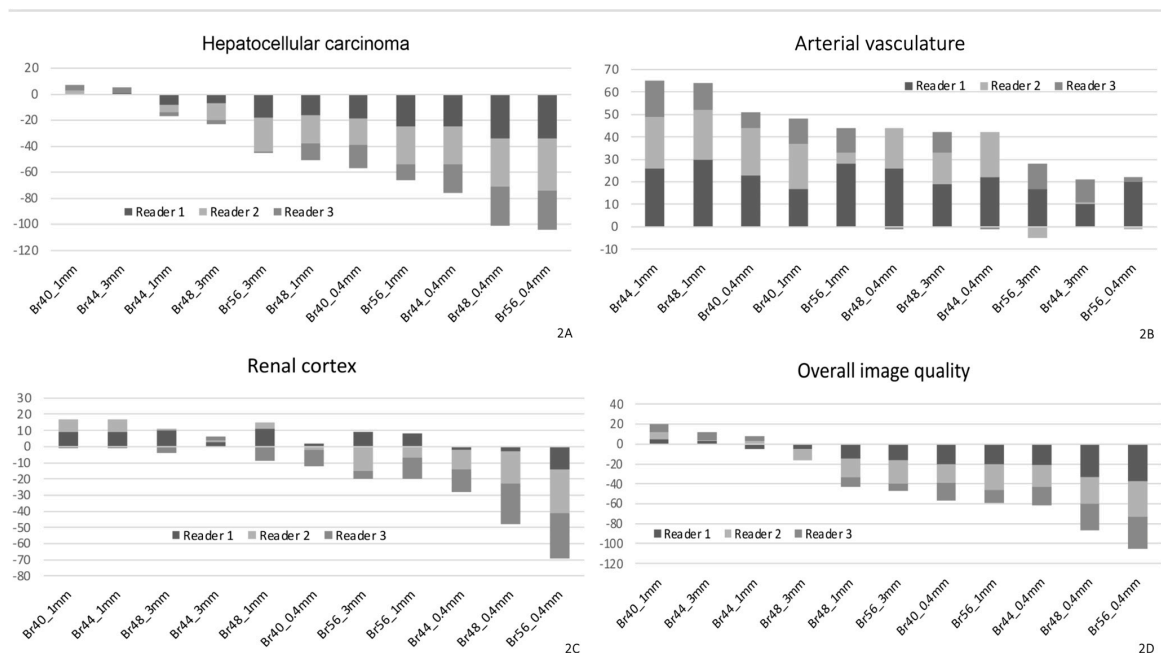 Hepatocellular carcinoma
20
0
-20
-40
-60
-80
-100
-120
Reader 1 Reader 2 Reader 3
Br40_1mm
Br44_3mm
Br44_1mm
Br48_3mm
Br56_3mm
Br48_1mm
Br40_0.4mm
Br56_1mm
Br44_0.4mm
Br48_0.4mm
Br56_0.4mm
2A
Arterial vasculature
70
60
50
40
30
20
10
0
-10
Reader 1 Reader 2 Reader 3
Br44_1mm
Br48_1mm
Br40_0.4mm
Br40_1mm
Br56_1mm
Br48_0.4mm
Br48_3mm
Br44_0.4mm
Br56_3mm
Br44_3mm
Br56_0.4mm
2B
Renal cortex
30
20
10
0
-10
-20
-30
-40
-50
-60
-70
-80
Reader 1 Reader 2 Reader 3
Br40_1mm
Br44_1mm
Br48_3mm
Br44_3mm
Br48_1mm
Br40_0.4mm
Br56_3mm
Br56_1mm
Br44_0.4mm
Br48_0.4mm
Br56_0.4mm
2C
Overall image quality
40
20
0
-20
-40
-60
-80
-100
-120
Reader 1 Reader 2 Reader 3
Br40_1mm
Br44_3mm
Br44_1mm
Br48_3mm
Br48_1mm
Br56_3mm
Br40_0.4mm
Br56_1mm
Br44_0.4mm
Br48_0.4mm
Br56_0.4mm
2D